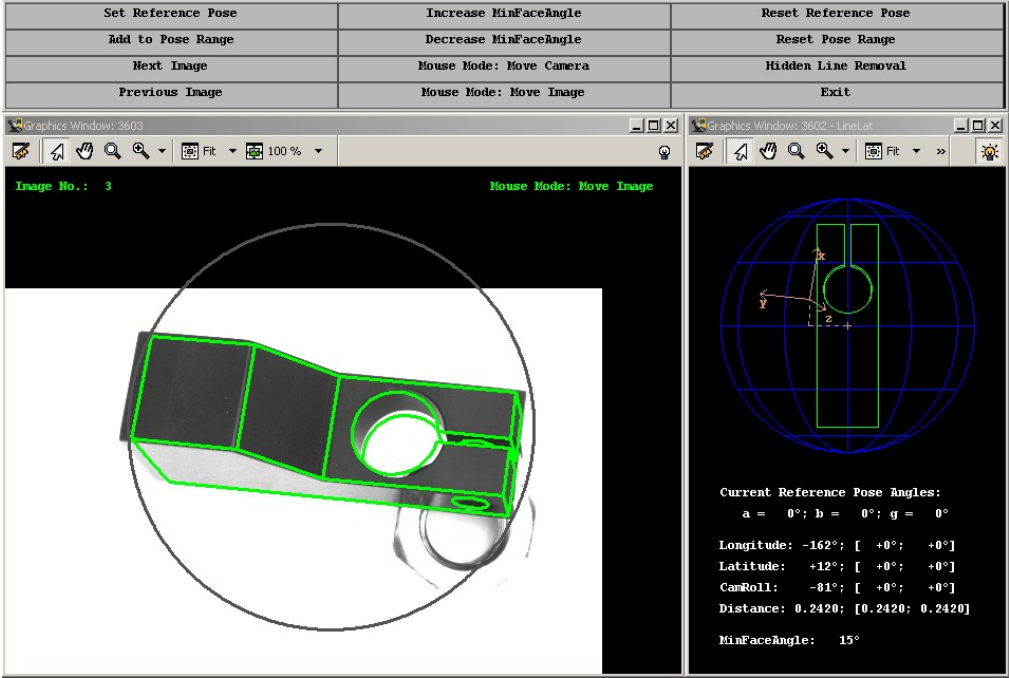 Set Reference Pose Increase MinFaceAngle Reset Reference Pose
Add to Pose Range Decrease MinFaceAngle Reset Pose Range
Next Image Mouse Mode: Move Camera Hidden Line Removal
Previous Image Mouse Mode: Move Image Exit
Graphics Window: 3603
Fit 100 %
Image No.: 3 Mouse Mode: Move Image
Graphics Window: 3602 - LineLat
Fit »
x
y
z
Current Reference Pose Angles:
a = 0°; b = 0°; g = 0°
Longitude: -162°; [ +0°; +0°]
Latitude: +12°; [ +0°; +0°]
CamRoll: -81°; [ +0°; +0°]
Distance: 0.2420; [0.2420; 0.2420]
MinFaceAngle: 15°